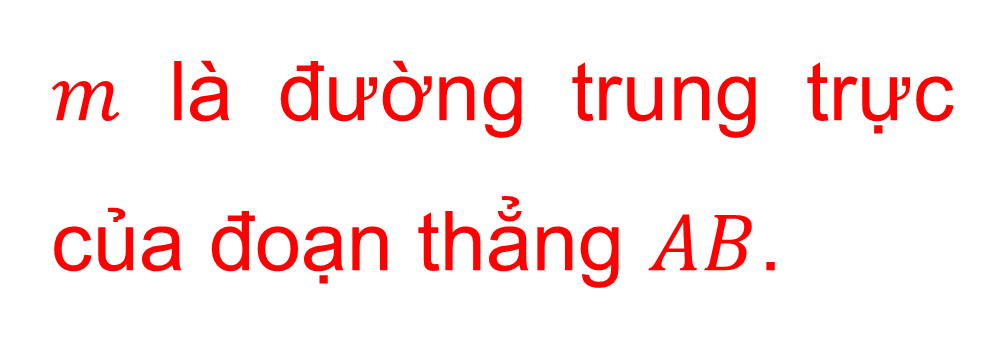 m là đường trung trực
của đoạn thẳng AB.